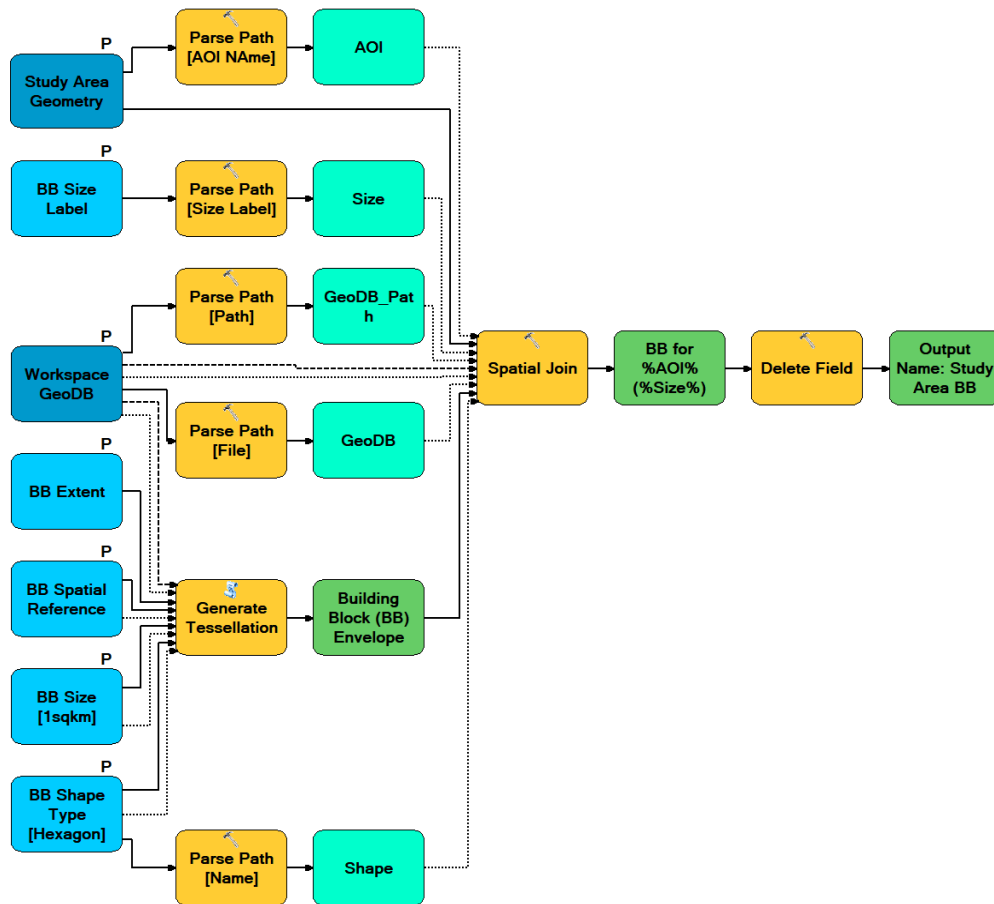 P
Study Area
Geometry
Parse Path
[AOI NAme]
AOI
P
BB Size
Label
Parse Path
[Size Label]
Size
P
Workspace
GeoDB
Parse Path
[Path]
GeoDB_Pat
h
Parse Path
[File]
GeoDB
P
BB Extent
P
BB Spatial
Reference
Generate
Tessellation
Building
Block (BB)
Envelope
P
BB Size
[1sqkm]
P
BB Shape
Type
[Hexagon]
Parse Path
[Name]
Shape
Spatial Join
BB for
%AOI%
(%Size%)
Delete Field
Output
Name: Study
Area BB